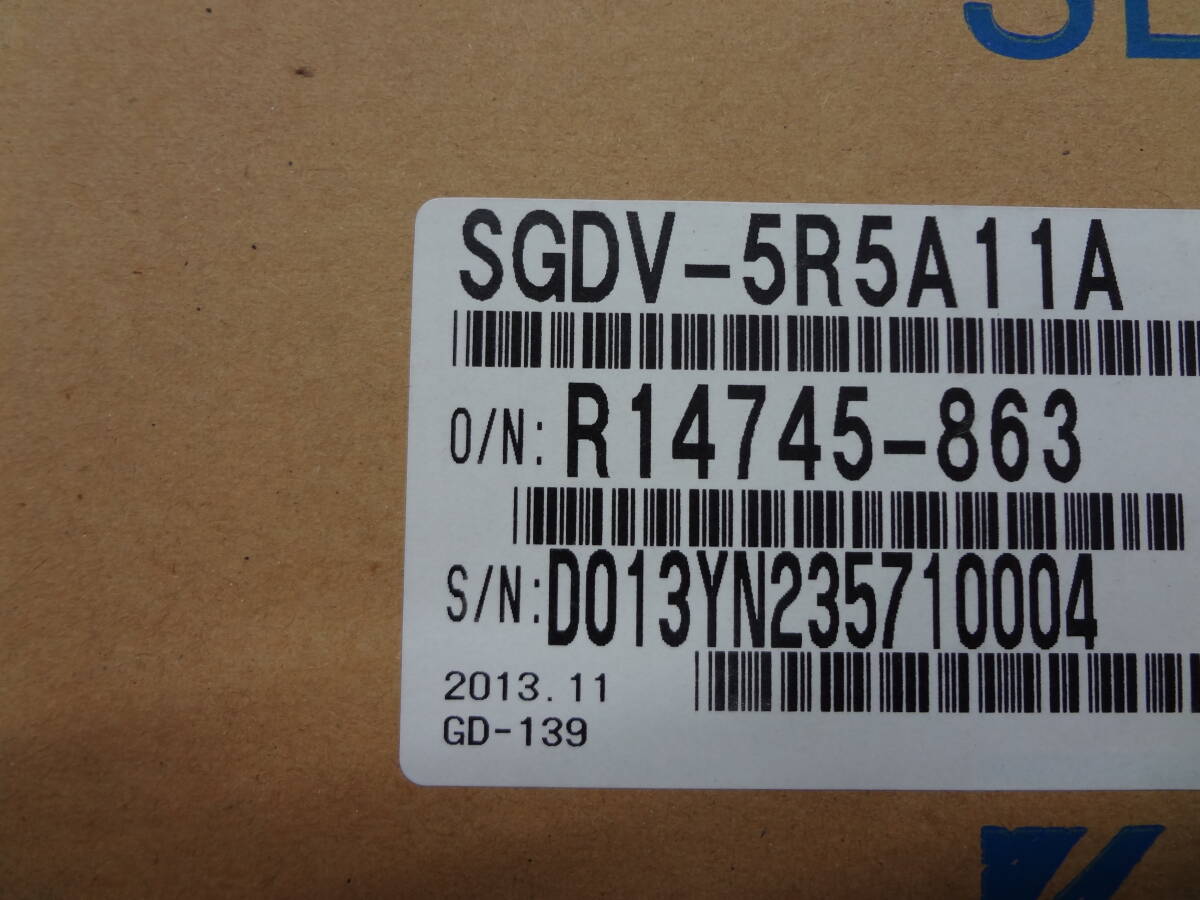 SGDV-5R5A11A
O/N: R14745-863
S/N: D013YN235710004
2013.11
GD-139